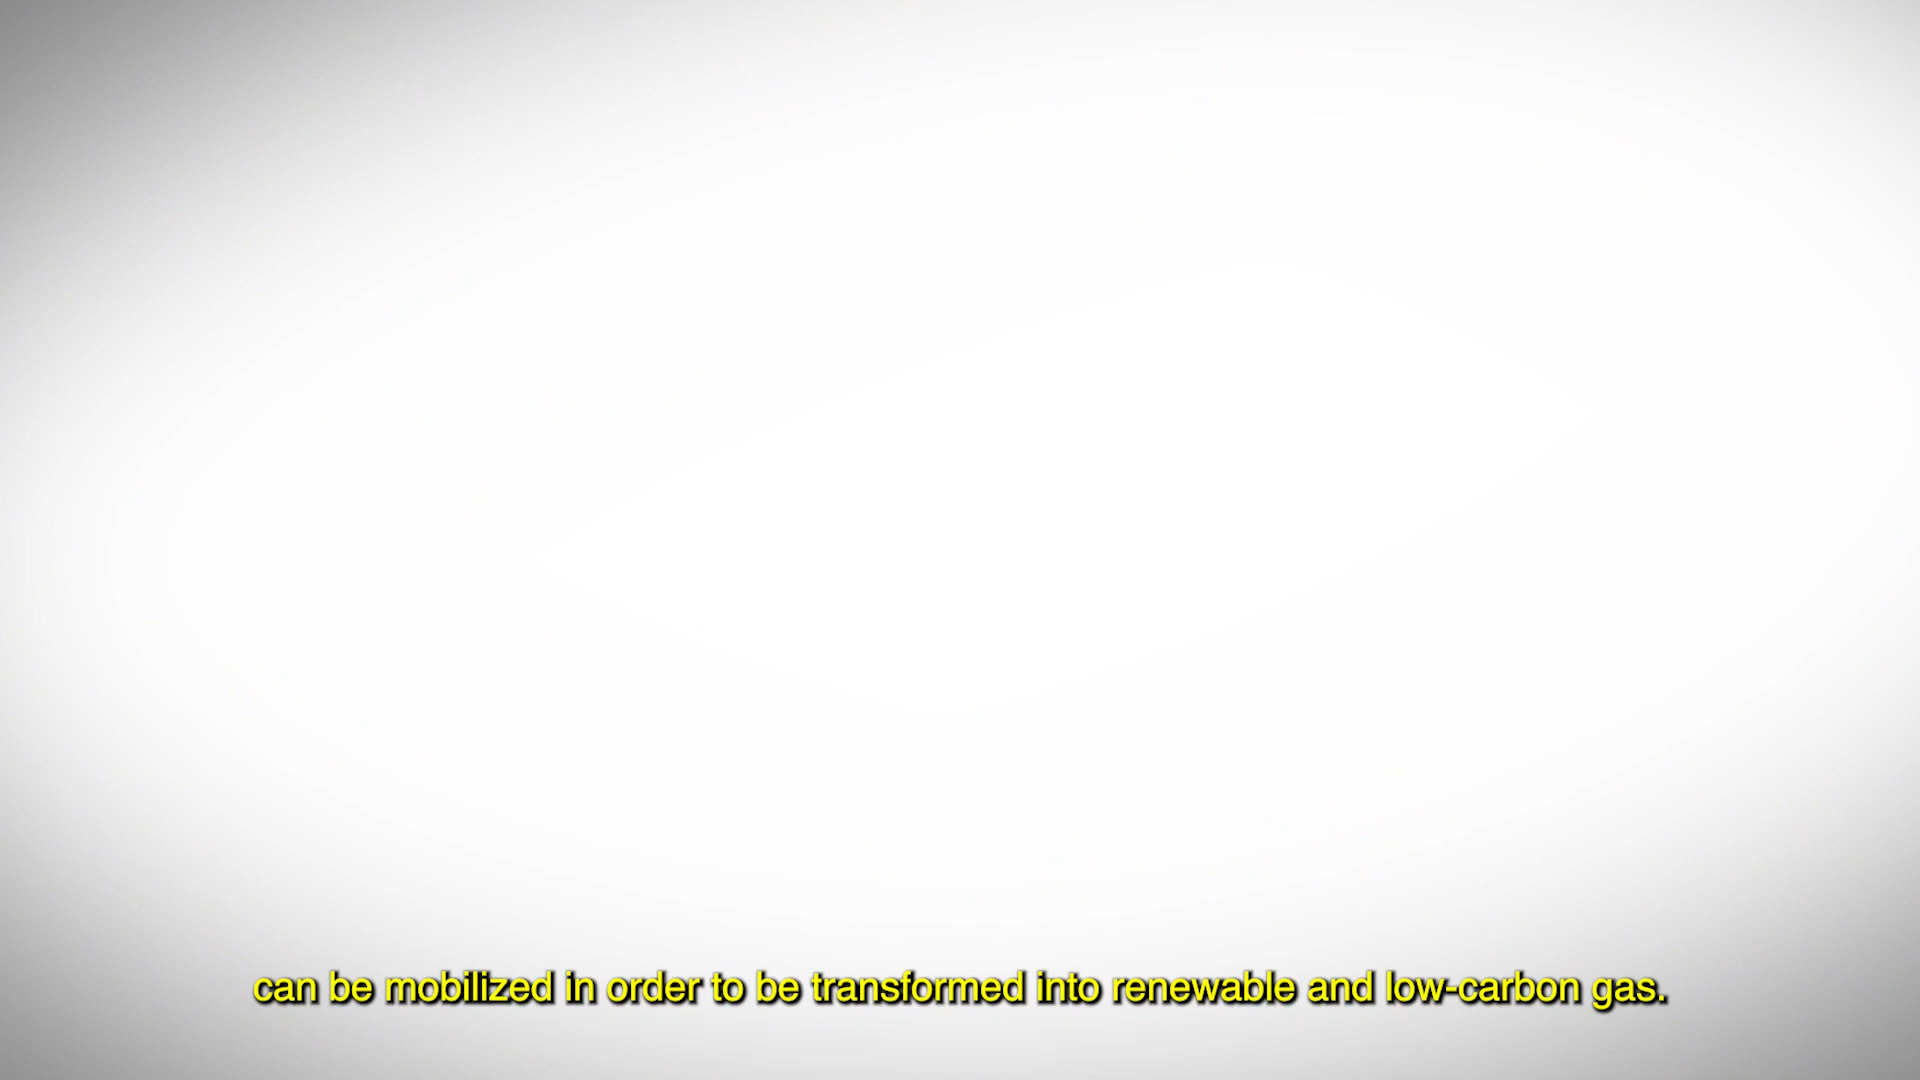 can be mobilized in order to be transformed into renewable and low-carbon gas.